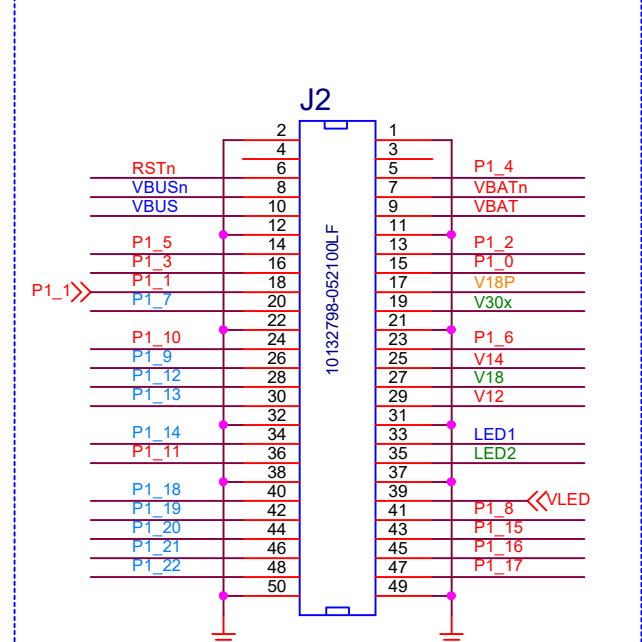 J2
2 1
4 3
RSTn 6 5 P1_4
VBUSn 8 7 VBATn
VBUS 10 9 VBAT
12 11
P1_5 14 13 P1_2
P1_3 16 15 P1_0
P1_1 P1_1 18 17 V18P
P1_7 20 19 V30x
22 21
P1_10 24 23 P1_6
P1_9 26 25 V14
P1_12 28 27 V18
P1_13 30 29 V12
32 31
P1_14 34 33 LED1
P1_11 36 35 LED2
38 37
P1_18 40 39 VLED
P1_19 42 41 P1_8
P1_20 44 43 P1_15
P1_21 46 45 P1_16
P1_22 48 47 P1_17
50 49
10132798-052100LF